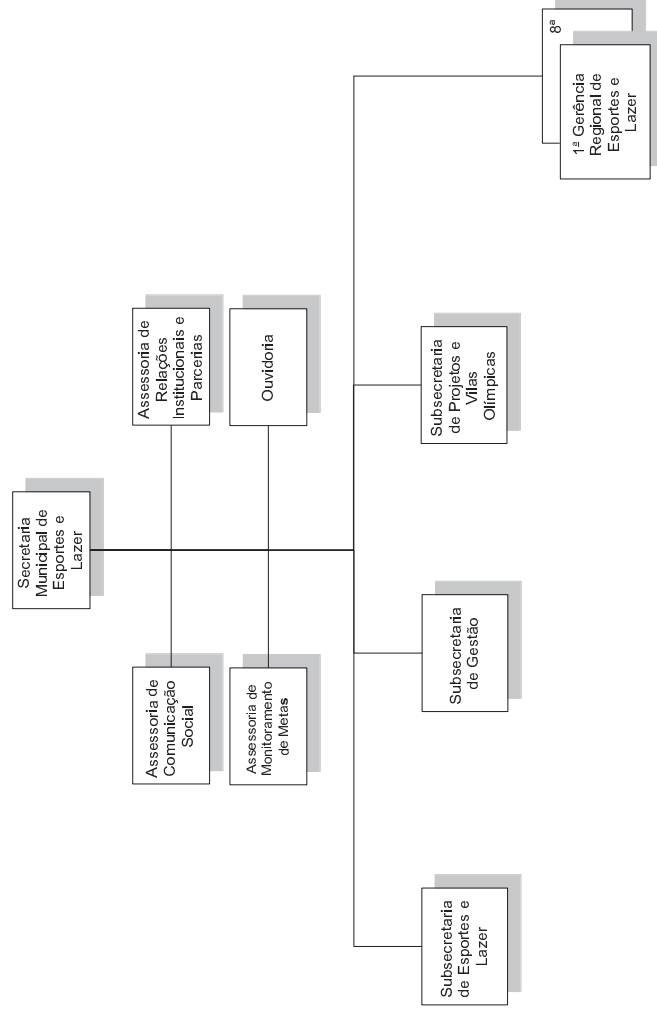 Secretaria
Municipal de
Esportes e
Lazer
Assessoria de
Comunicação
Social
Assessoria de
Relações
Institucionais e
Parcerias
Assessoria de
Monitoramento
de Metas
Ouvidoria
Subsecretaria
de Esportes e
Lazer
Subsecretaria
de Gestão
Subsecretaria
de Projetos e
Vilas
Olímpicas
8ª
1ª Gerência
Regional de
Esportes e
Lazer